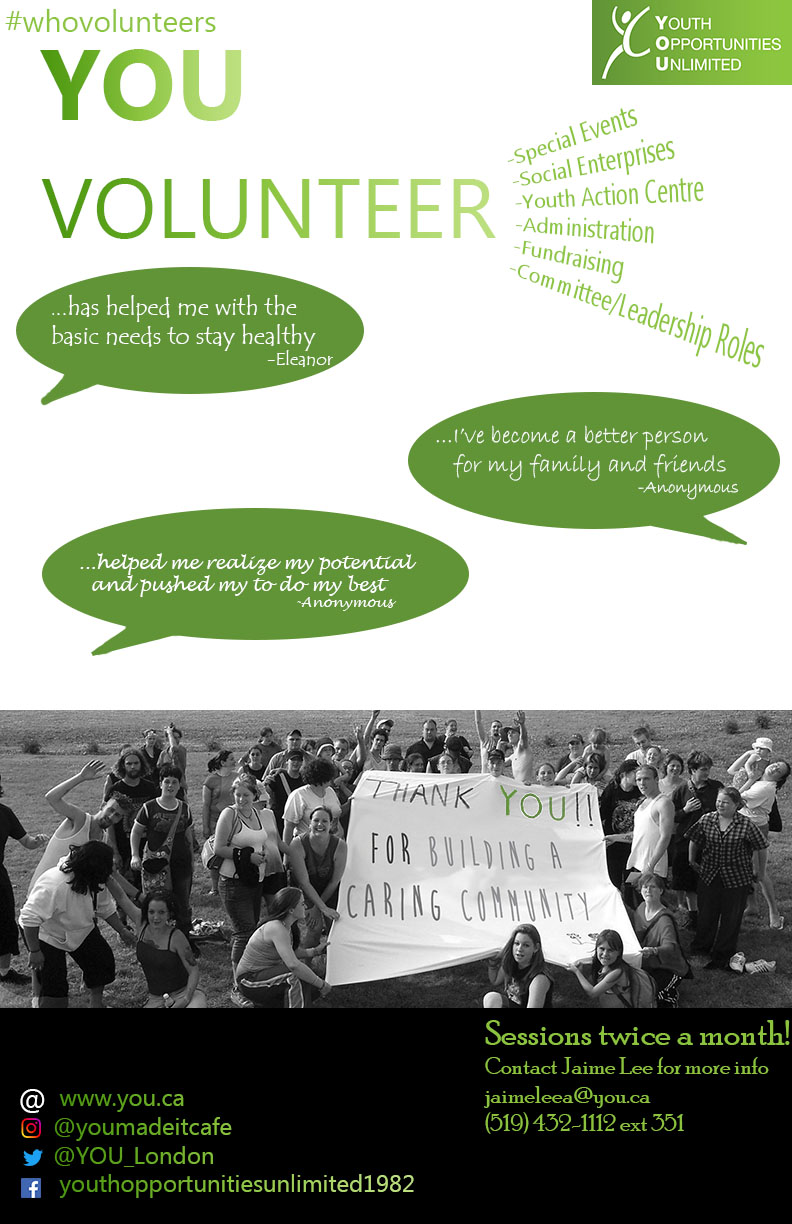 #whovolunteers
YOU
VOLUNTEER
YOUTH
OPPORTUNITIES
UNLIMITED
-Special Events
-Social Enterprises
-Youth Action Centre
-Administration
-Fundraising
-Committee/Leadership Roles
...has helped me with the
basic needs to stay healthy
-Eleanor
...I've become a better person
for my family and friends
-Anonymous
...helped me realize my potential
and pushed my to do my best
-Anonymous
THANK YOU!!
FOR BUILDING A
CARING COMMUNITY
Sessions twice a month!
Contact Jaime Lee for more info
jaimeleea@you.ca
(519) 432-1112 ext 351
@ www.you.ca
@youmadeitcafe
@YOU_London
youthopportunitiesunlimited1982